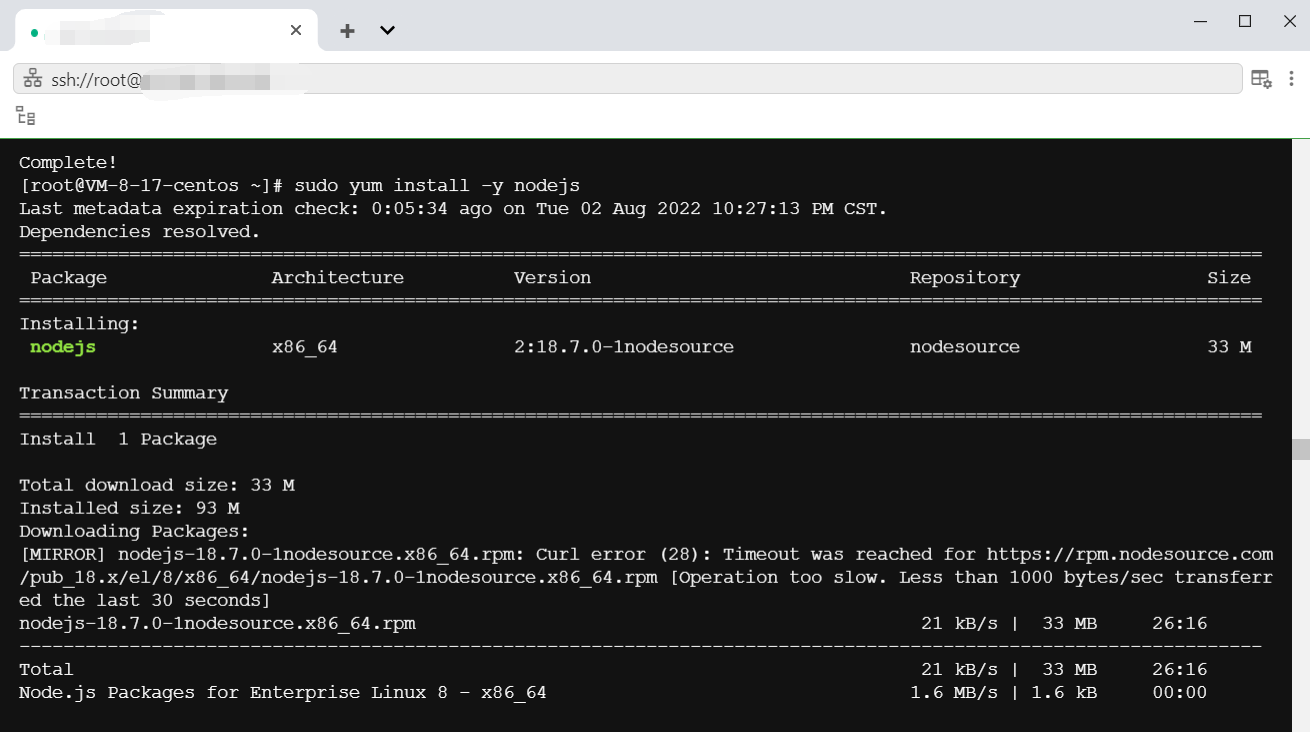 ssh://root@
Complete!
[root@VM-8-17-centos ~]# sudo yum install -y nodejs
Last metadata expiration check: 0:05:34 ago on Tue 02 Aug 2022 10:27:13 PM CST.
Dependencies resolved.
================================================================================================================
Package Architecture Version Repository Size
================================================================================================================
Installing:
nodejs x86_64 2:18.7.0-1nodesource nodesource 33 M
Transaction Summary
================================================================================================================
Install 1 Package
Total download size: 33 M
Installed size: 93 M
Downloading Packages:
[MIRROR] nodejs-18.7.0-1nodesource.x86_64.rpm: Curl error (28): Timeout was reached for https://rpm.nodesource.com
/pub_18.x/el/8/x86_64/nodejs-18.7.0-1nodesource.x86_64.rpm [Operation too slow. Less than 1000 bytes/sec transferr
ed the last 30 seconds]
nodejs-18.7.0-1nodesource.x86_64.rpm 21 kB/s | 33 MB 26:16
----------------------------------------------------------------------------------------------------------------
Total 21 kB/s | 33 MB 26:16
Node.js Packages for Enterprise Linux 8 - x86_64 1.6 MB/s | 1.6 kB 00:00